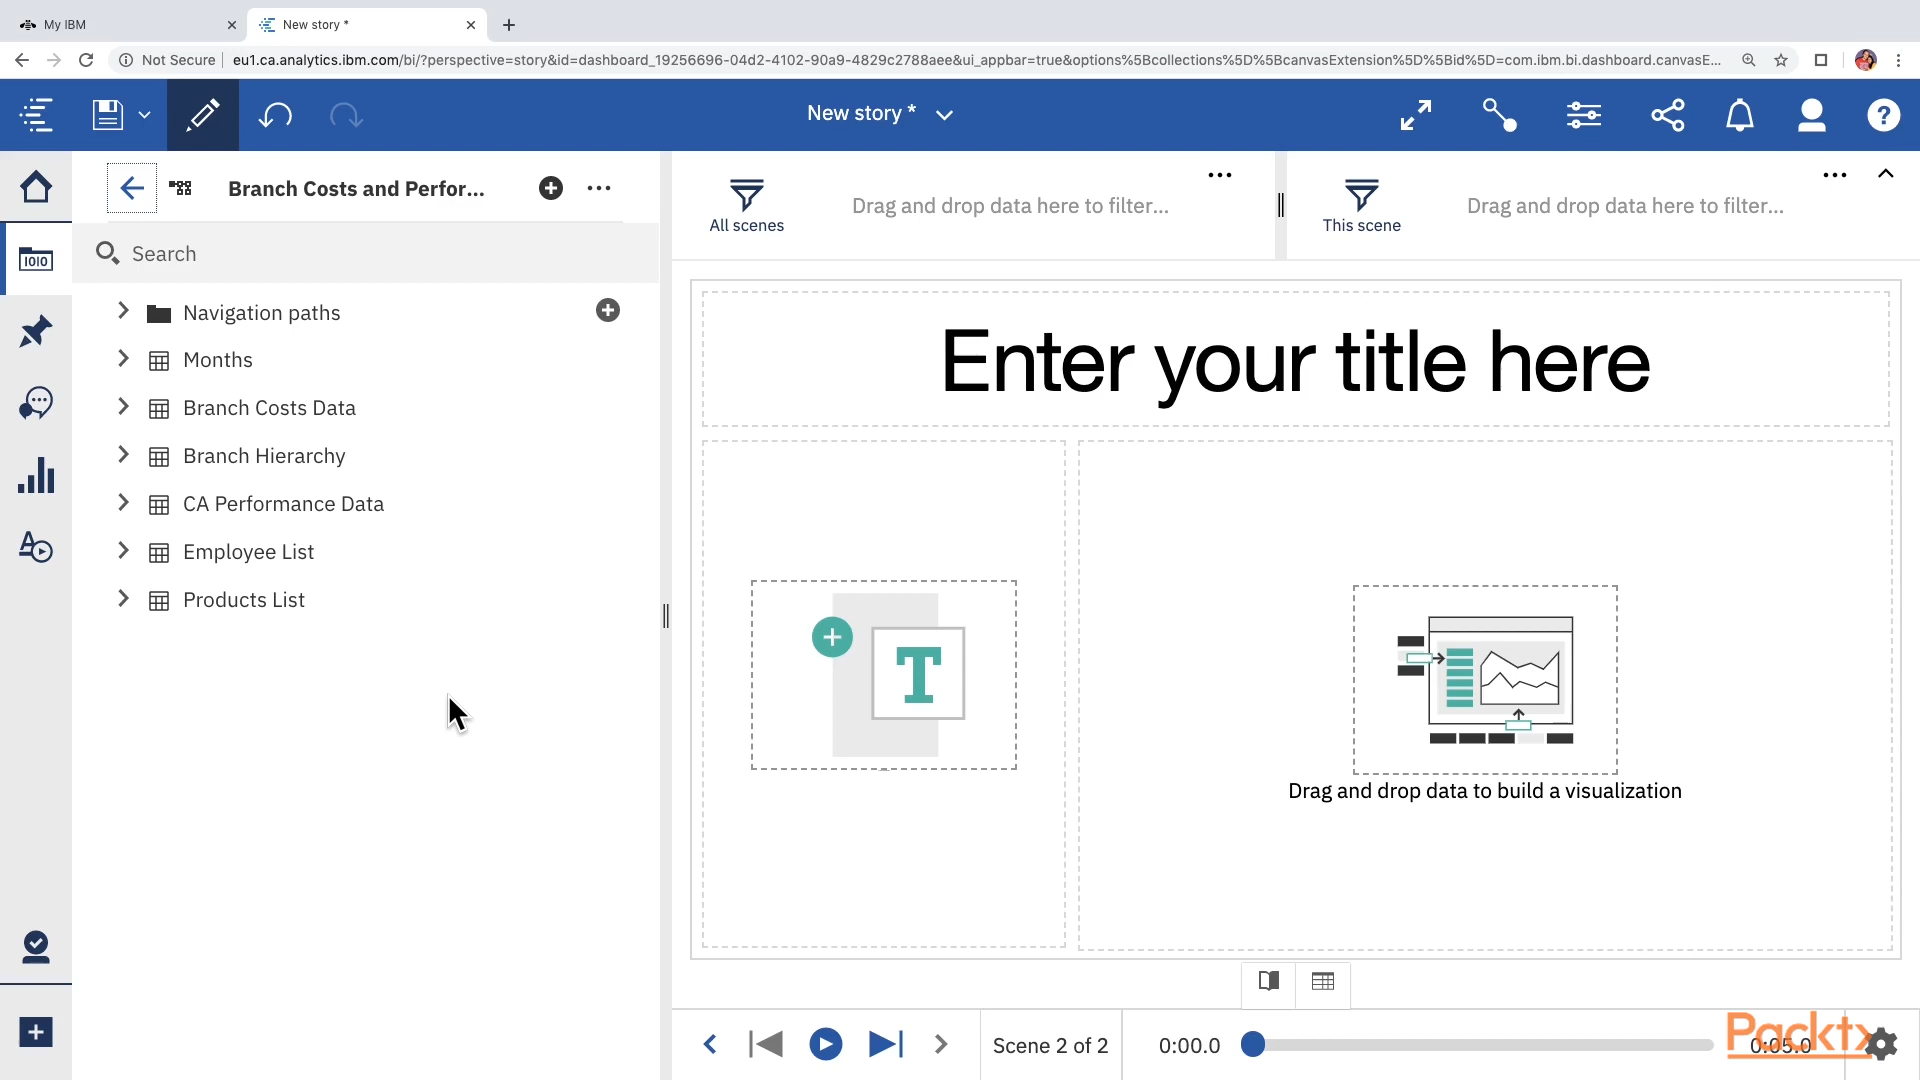 My IBM
New story *
Not Secure
eu1.ca.analytics.ibm.com/bi/?perspective=story&id=dashboard_19256696-04d2-4102-90a9-4829c2788aee&ui_appbar=true&options%5Bcollections%5D%5BcanvasExtension%5D%5Bid%5D=com.ibm.bi.dashboard.canvasE...
New story *
Branch Costs and Perfor...
Search
Navigation paths
Months
Branch Costs Data
Branch Hierarchy
CA Performance Data
Employee List
Products List
All scenes
Drag and drop data here to filter...
This scene
Drag and drop data here to filter...
Enter your title here
T
Drag and drop data to build a visualization
Scene 2 of 2
0:00.0
0:05.0
Packt>